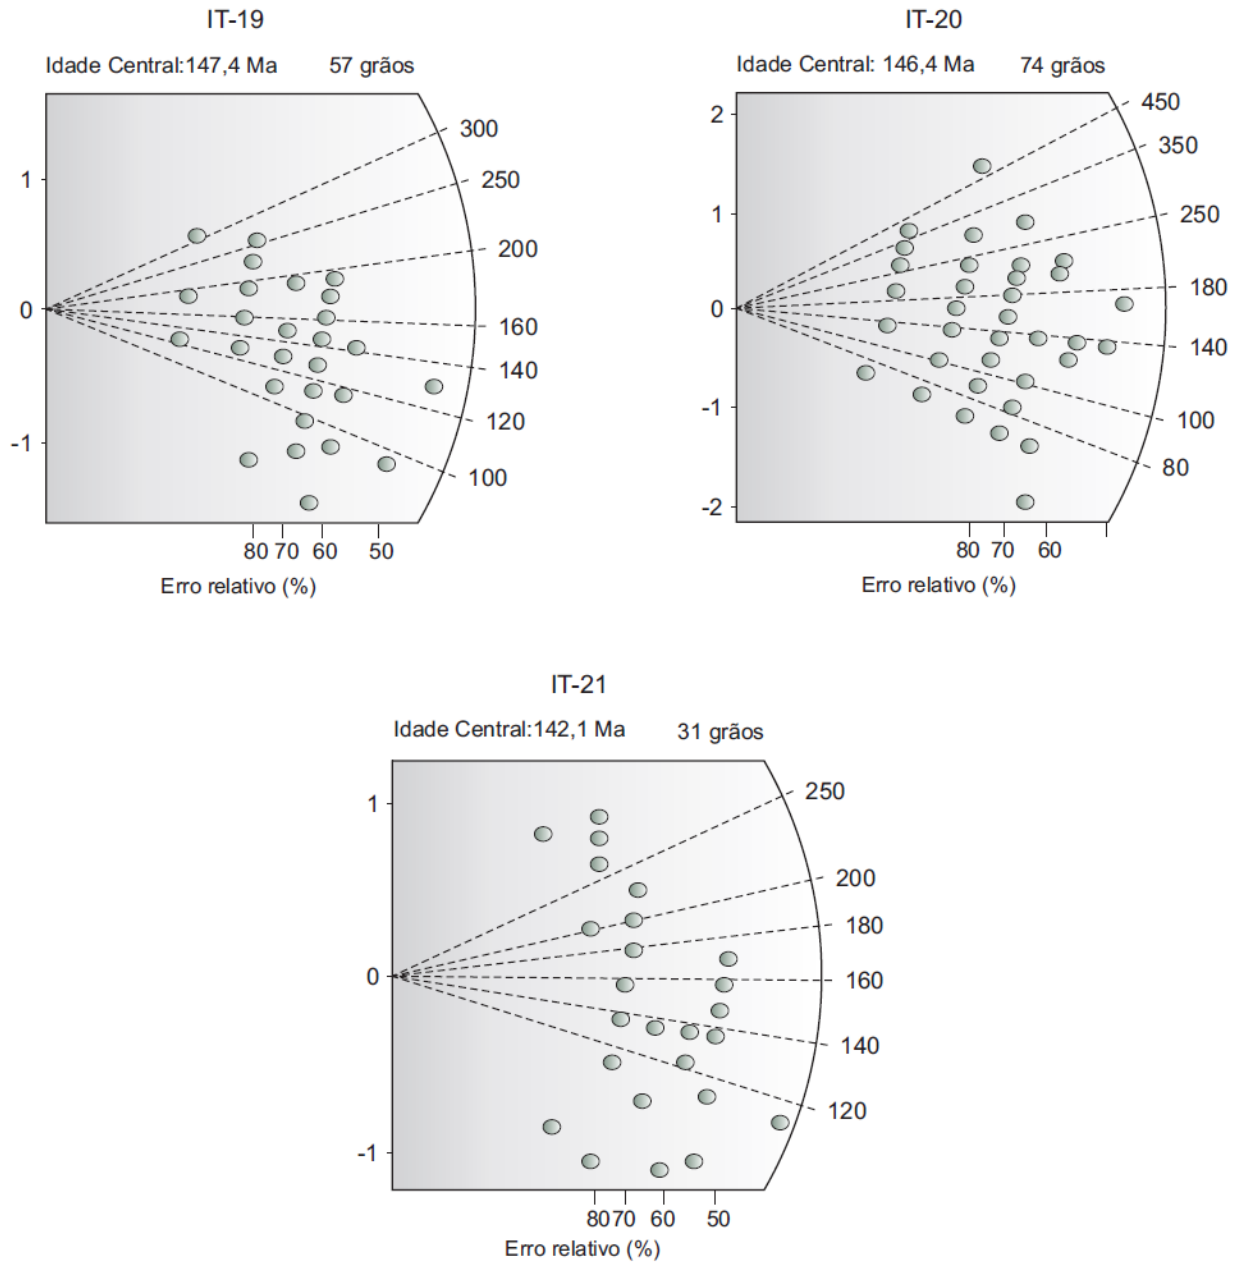 IT-19
Idade Central:147,4 Ma 57 grãos
300
250
1
200
0
160
140
120
-1
100
80 70 60 50
Erro relativo (%)
IT-20
Idade Central: 146,4 Ma 74 grãos
450
2
350
1
250
180
0
140
-1
100
80
-2
80 70 60
Erro relativo (%)
IT-21
Idade Central:142,1 Ma 31 grãos
250
1
200
180
0
160
140
120
-1
80 70 60 50
Erro relativo (%)